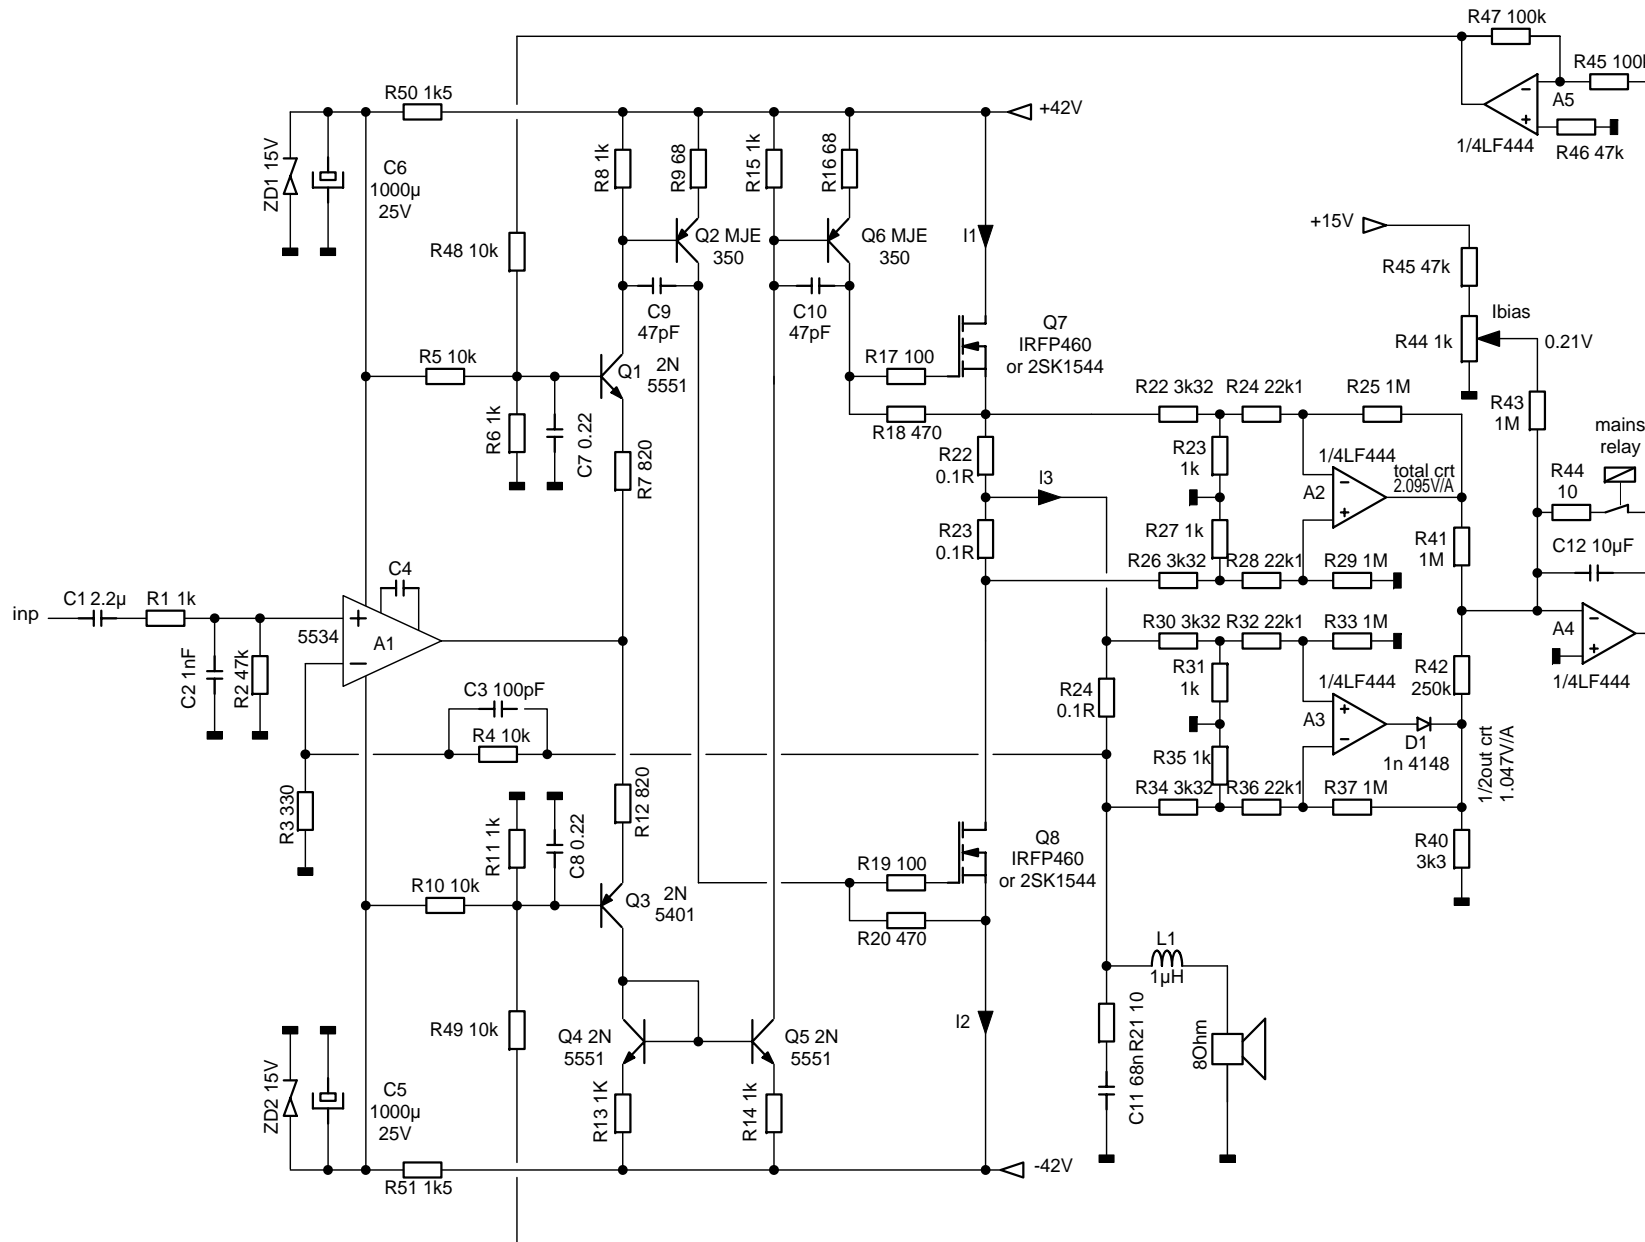 R47 100k
R45 100k
A5
1/4LF444
R46 47k
R50 1k5
+42V
ZD1 15V
C6
1000µ
25V
R8 1k
R9 68
R15 1k
R16 68
R48 10k
Q2 MJE
350
Q6 MJE
350
I1
+15V
R45 47k
Ibias
R44 1k
0.21V
C9
47pF
C10
47pF
Q7
IRFP460
or 2SK1544
R5 10k
Q1
2N
5551
R17 100
R18 470
R22 3k32
R24 22k1
R25 1M
R43
1M
mains
relay
R6 1k
C7 0.22
R7 820
R22
0.1R
R23
1k
1/4LF444
A2
total crt
2.095V/A
R44
10
I3
R23
0.1R
R27 1k
R41
1M
C12 10µF
R26 3k32
R28 22k1
R29 1M
C4
inp
C1 2.2µ
R1 1k
5534
A1
R30 3k32
R32 22k1
R33 1M
A4
1/4LF444
C2 1nF
R2 47k
R31
1k
1/4LF444
R42
250k
C3 100pF
R4 10k
R24
0.1R
A3
D1
1n 4148
R35 1k
1/2out crt
1.047V/A
R34 3k32
R36 22k1
R37 1M
R3 330
R12 820
R11 1k
C8 0.22
Q8
IRFP460
or 2SK1544
R40
3k3
R19 100
R10 10k
Q3
2N
5401
R20 470
L1
1µH
R49 10k
Q4 2N
5551
Q5 2N
5551
I2
R21 10
C11 68n
8Ohm
ZD2 15V
C5
1000µ
25V
R13 1K
R14 1k
R51 1k5
-42V